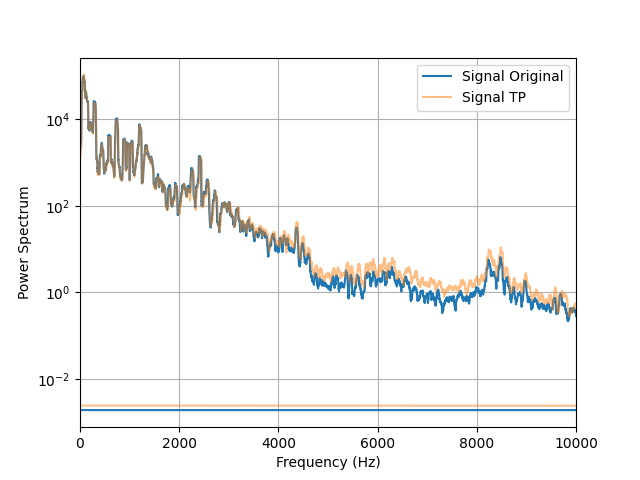 Signal Original
Signal TP
10^4
10^2
10^0
10^-2
Power Spectrum
0 2000 4000 6000 8000 10000
Frequency (Hz)